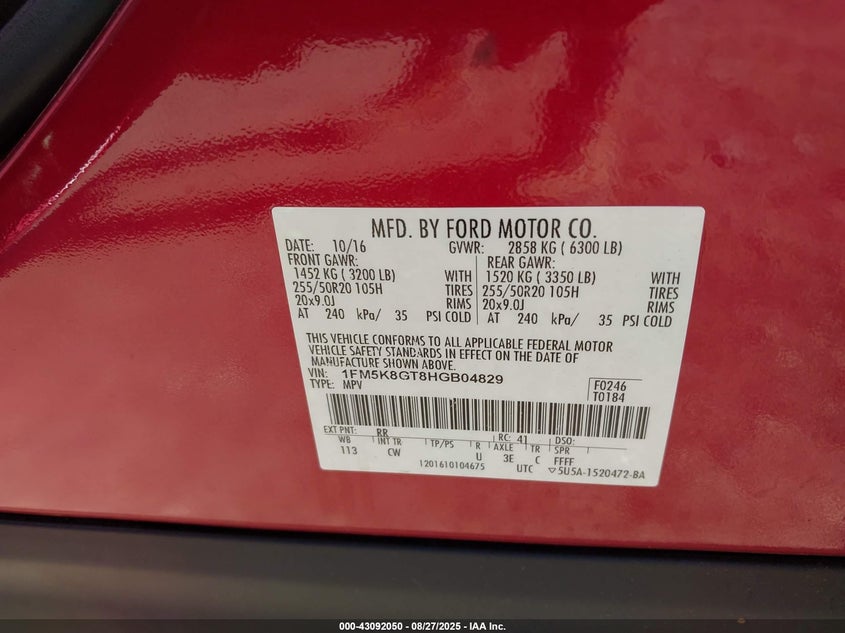 MFD. BY FORD MOTOR CO.
DATE: 10/16 GVWR: 2858 KG ( 6300 LB)
FRONT GAWR: REAR GAWR:
1452 KG ( 3200 LB) WITH 1520 KG ( 3350 LB) WITH
255/50R20 105H TIRES 255/50R20 105H TIRES
20x9.0J RIMS 20x9.0J RIMS
AT 240 kPa/ 35 PSI COLD AT 240 kPa/ 35 PSI COLD
THIS VEHICLE CONFORMS TO ALL APPLICABLE FEDERAL MOTOR
VEHICLE SAFETY STANDARDS IN EFFECT ON THE DATE OF
MANUFACTURE SHOWN ABOVE.
VIN: 1FM5K8GT8HGB04829 F0246
TYPE: MPV T0184
EXT PNT: RR RC: 41 DSO:
WB INT TR TP/PS R AXLE TR SPR
113 CW U 3E C FFFF
1201610104675 UTC ▽5U5A-1520472-BA
000-43092050 - 08/27/2025 - IAA Inc.